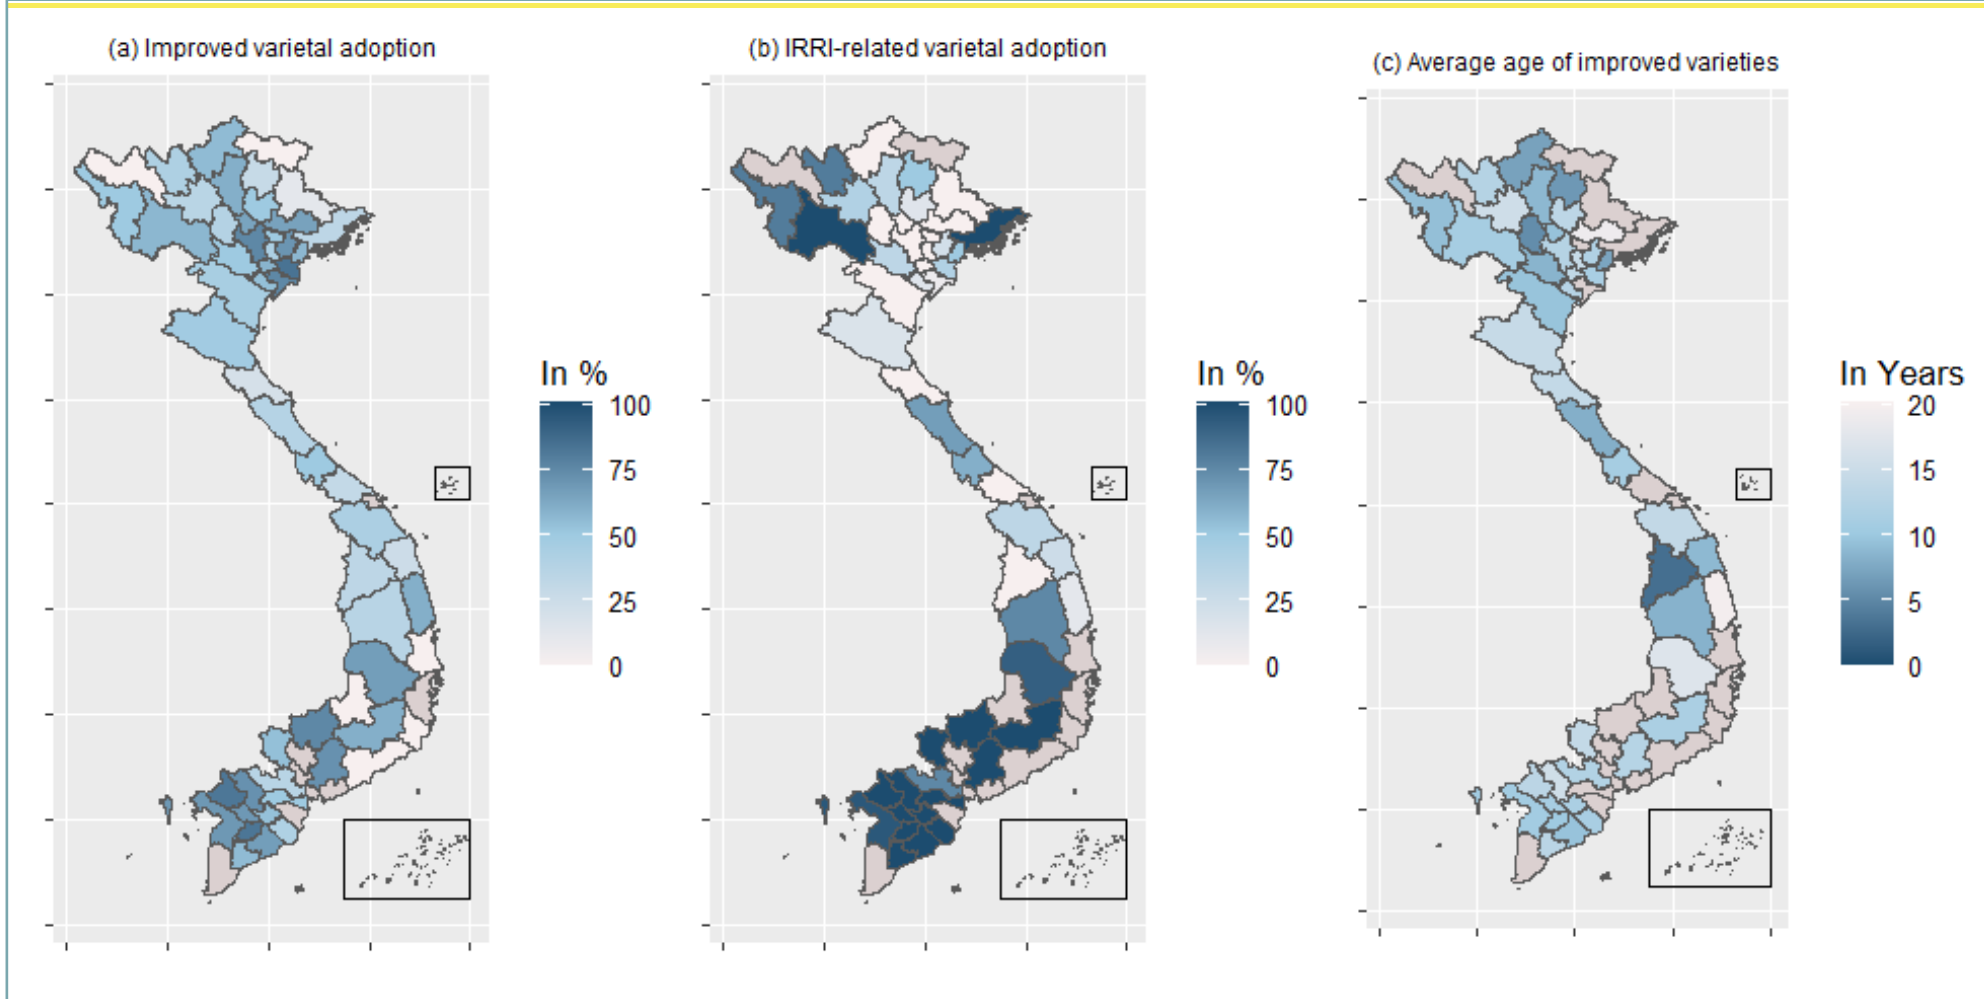 (a) Improved varietal adoption
(b) IRRI-related varietal adoption
(c) Average age of improved varieties
In %
100
75
50
25
0
In %
100
75
50
25
0
In Years
20
15
10
5
0